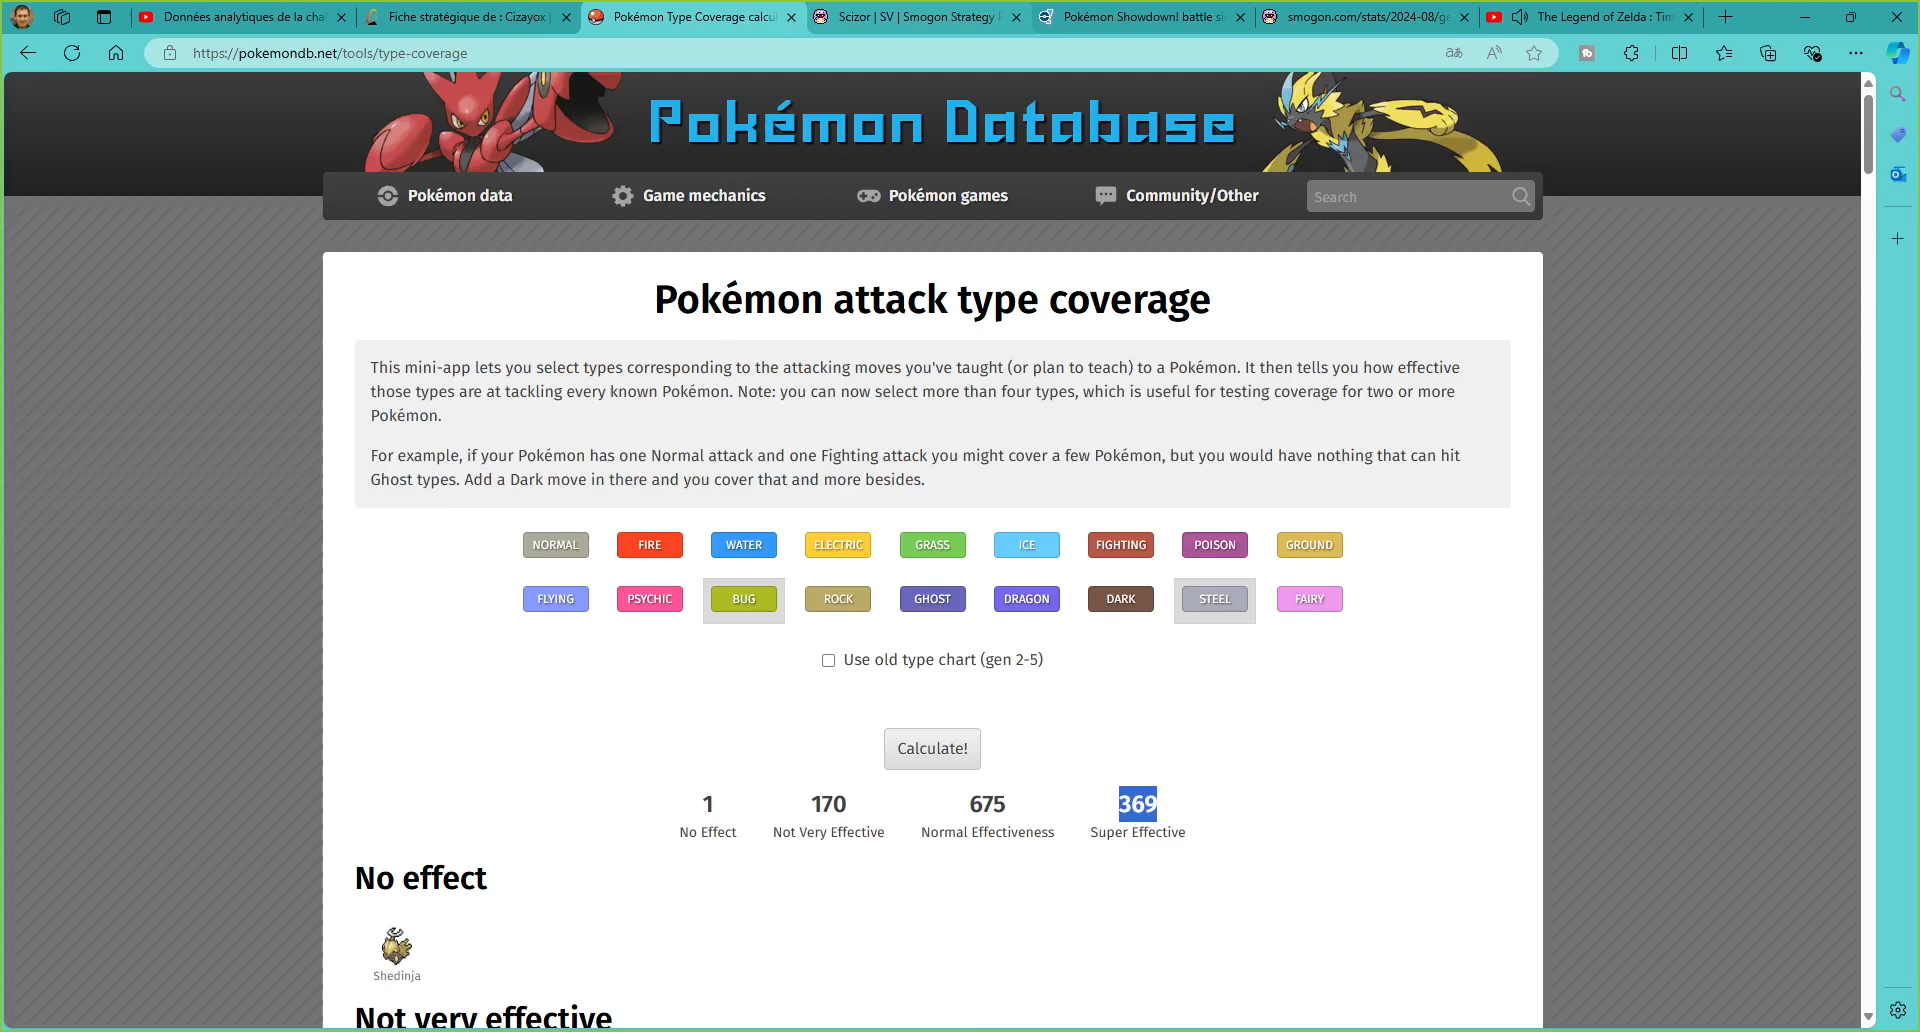 Données analytiques de la cha
Fiche stratégique de : Cizayox
Pokémon Type Coverage calcu
Scizor | SV | Smogon Strategy P
Pokémon Showdown! battle si
smogon.com/stats/2024-08/ge
The Legend of Zelda : Tim
https://pokemondb.net/tools/type-coverage
Pokémon Database
Pokémon data
Game mechanics
Pokémon games
Community/Other
Search
Pokémon attack type coverage
This mini-app lets you select types corresponding to the attacking moves you've taught (or plan to teach) to a Pokémon. It then tells you how effective
those types are at tackling every known Pokémon. Note: you can now select more than four types, which is useful for testing coverage for two or more
Pokémon.
For example, if your Pokémon has one Normal attack and one Fighting attack you might cover a few Pokémon, but you would have nothing that can hit
Ghost types. Add a Dark move in there and you cover that and more besides.
NORMAL FIRE WATER ELECTRIC GRASS ICE FIGHTING POISON GROUND
FLYING PSYCHIC BUG ROCK GHOST DRAGON DARK STEEL FAIRY
Use old type chart (gen 2-5)
Calculate!
1 170 675 369
No Effect Not Very Effective Normal Effectiveness Super Effective
No effect
Shedinja
Not very effective